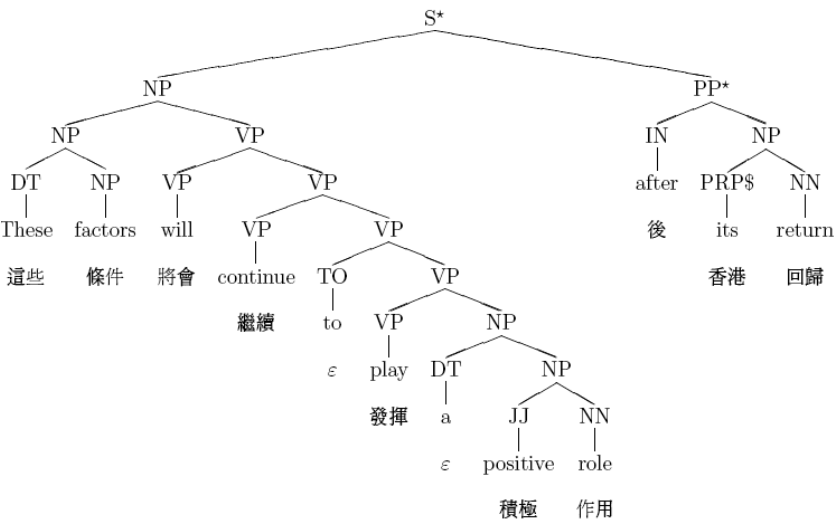 S*
NP PP*
NP VP IN NP
DT NP VP VP after PRP$ NN
These factors will VP VP 後 its return
這些 條件 將會 continue TO VP 香港 回歸
繼續 to VP NP
ε play DT NP
發揮 a JJ NN
ε positive role
積極 作用